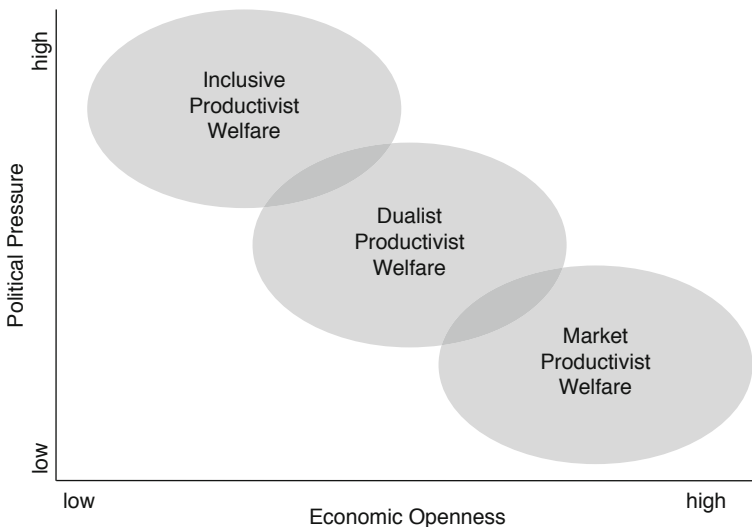 high
Political Pressure
low
Inclusive
Productivist
Welfare
Dualist
Productivist
Welfare
Market
Productivist
Welfare
low
high
Economic Openness